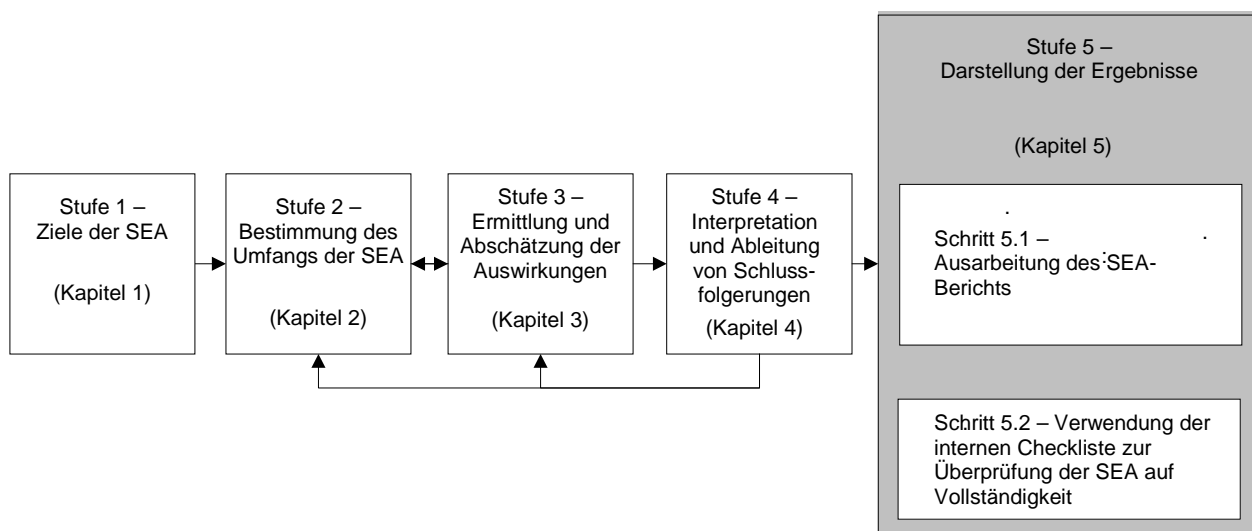 Stufe 1 –
Ziele der SEA
(Kapitel 1)
Stufe 2 –
Bestimmung des
Umfangs der SEA
(Kapitel 2)
Stufe 3 –
Ermittlung und
Abschätzung der
Auswirkungen
(Kapitel 3)
Stufe 4 –
Interpretation
und Ableitung
von Schluss-
folgerungen
(Kapitel 4)
Stufe 5 –
Darstellung der Ergebnisse
(Kapitel 5)
Schritt 5.1 –
Ausarbeitung des SEA-
Berichts
Schritt 5.2 – Verwendung der
internen Checkliste zur
Überprüfung der SEA auf
Vollständigkeit